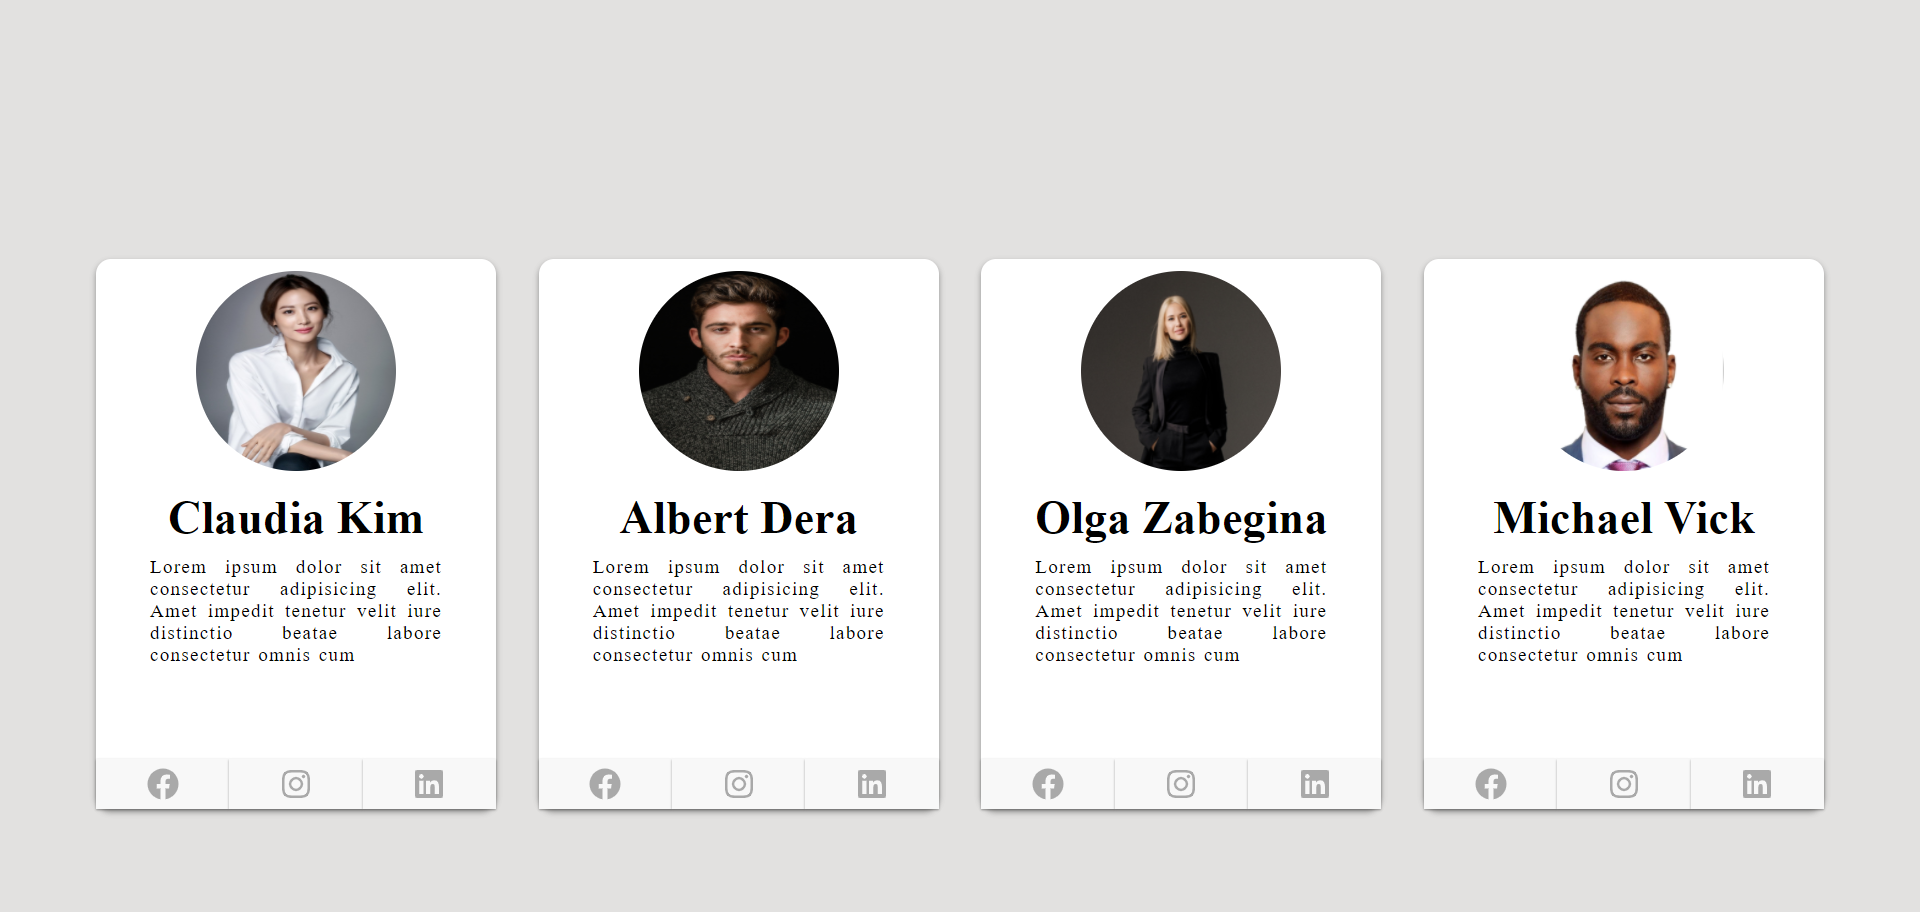 Claudia Kim
Lorem ipsum dolor sit amet
consectetur adipisicing elit.
Amet impedit tenetur velit iure
distinctio beatae labore
consectetur omnis cum
Albert Dera
Lorem ipsum dolor sit amet
consectetur adipisicing elit.
Amet impedit tenetur velit iure
distinctio beatae labore
consectetur omnis cum
Olga Zabegina
Lorem ipsum dolor sit amet
consectetur adipisicing elit.
Amet impedit tenetur velit iure
distinctio beatae labore
consectetur omnis cum
Michael Vick
Lorem ipsum dolor sit amet
consectetur adipisicing elit.
Amet impedit tenetur velit iure
distinctio beatae labore
consectetur omnis cum